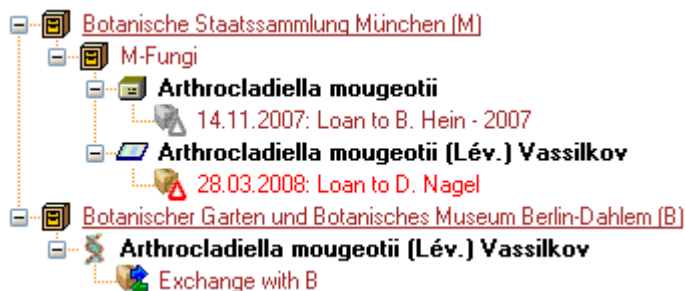 Botanische Staatssammlung München (M)
M-Fungi
Arthrocladiella mougeotii
14.11.2007: Loan to B. Hein - 2007
Arthrocladiella mougeotii (Lév.) Vassilkov
28.03.2008: Loan to D. Nagel
Botanischer Garten und Botanisches Museum Berlin-Dahlem (B)
Arthrocladiella mougeotii (Lév.) Vassilkov
Exchange with B